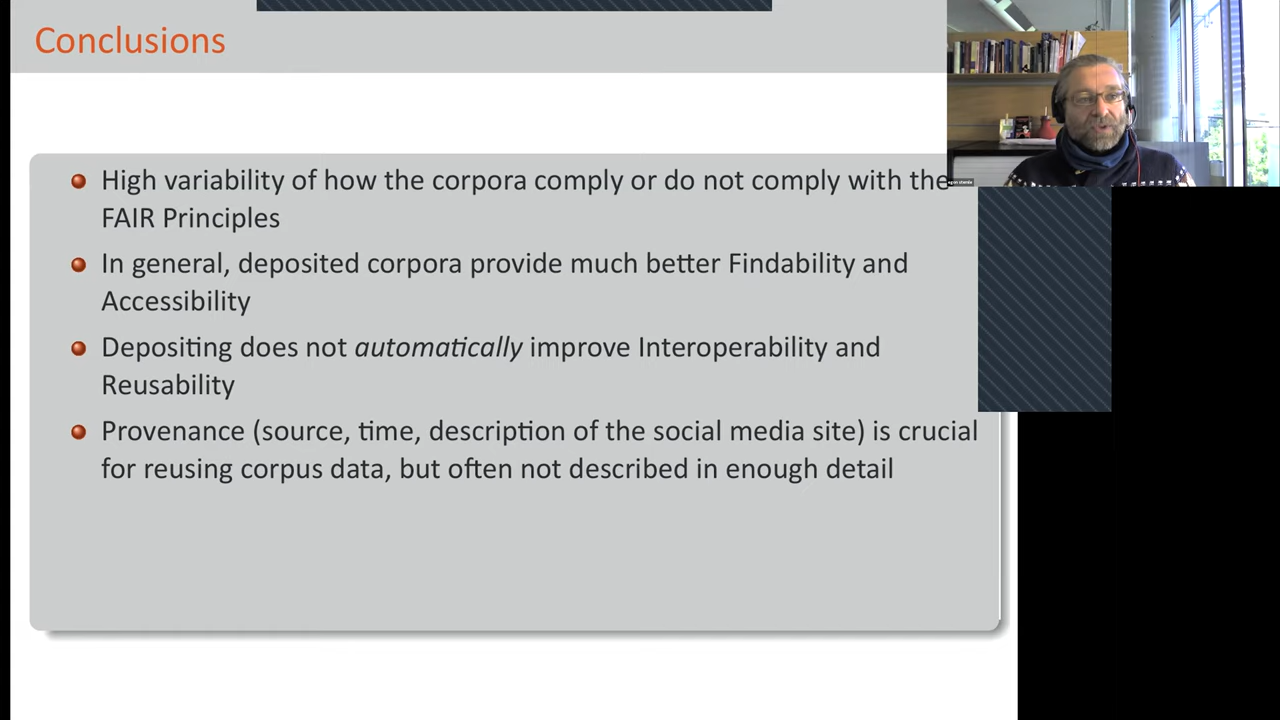 Conclusions
High variability of how the corpora comply or do not comply with the
FAIR Principles
In general, deposited corpora provide much better Findability and
Accessibility
Depositing does not automatically improve Interoperability and
Reusability
Provenance (source, time, description of the social media site) is crucial
for reusing corpus data, but often not described in enough detail